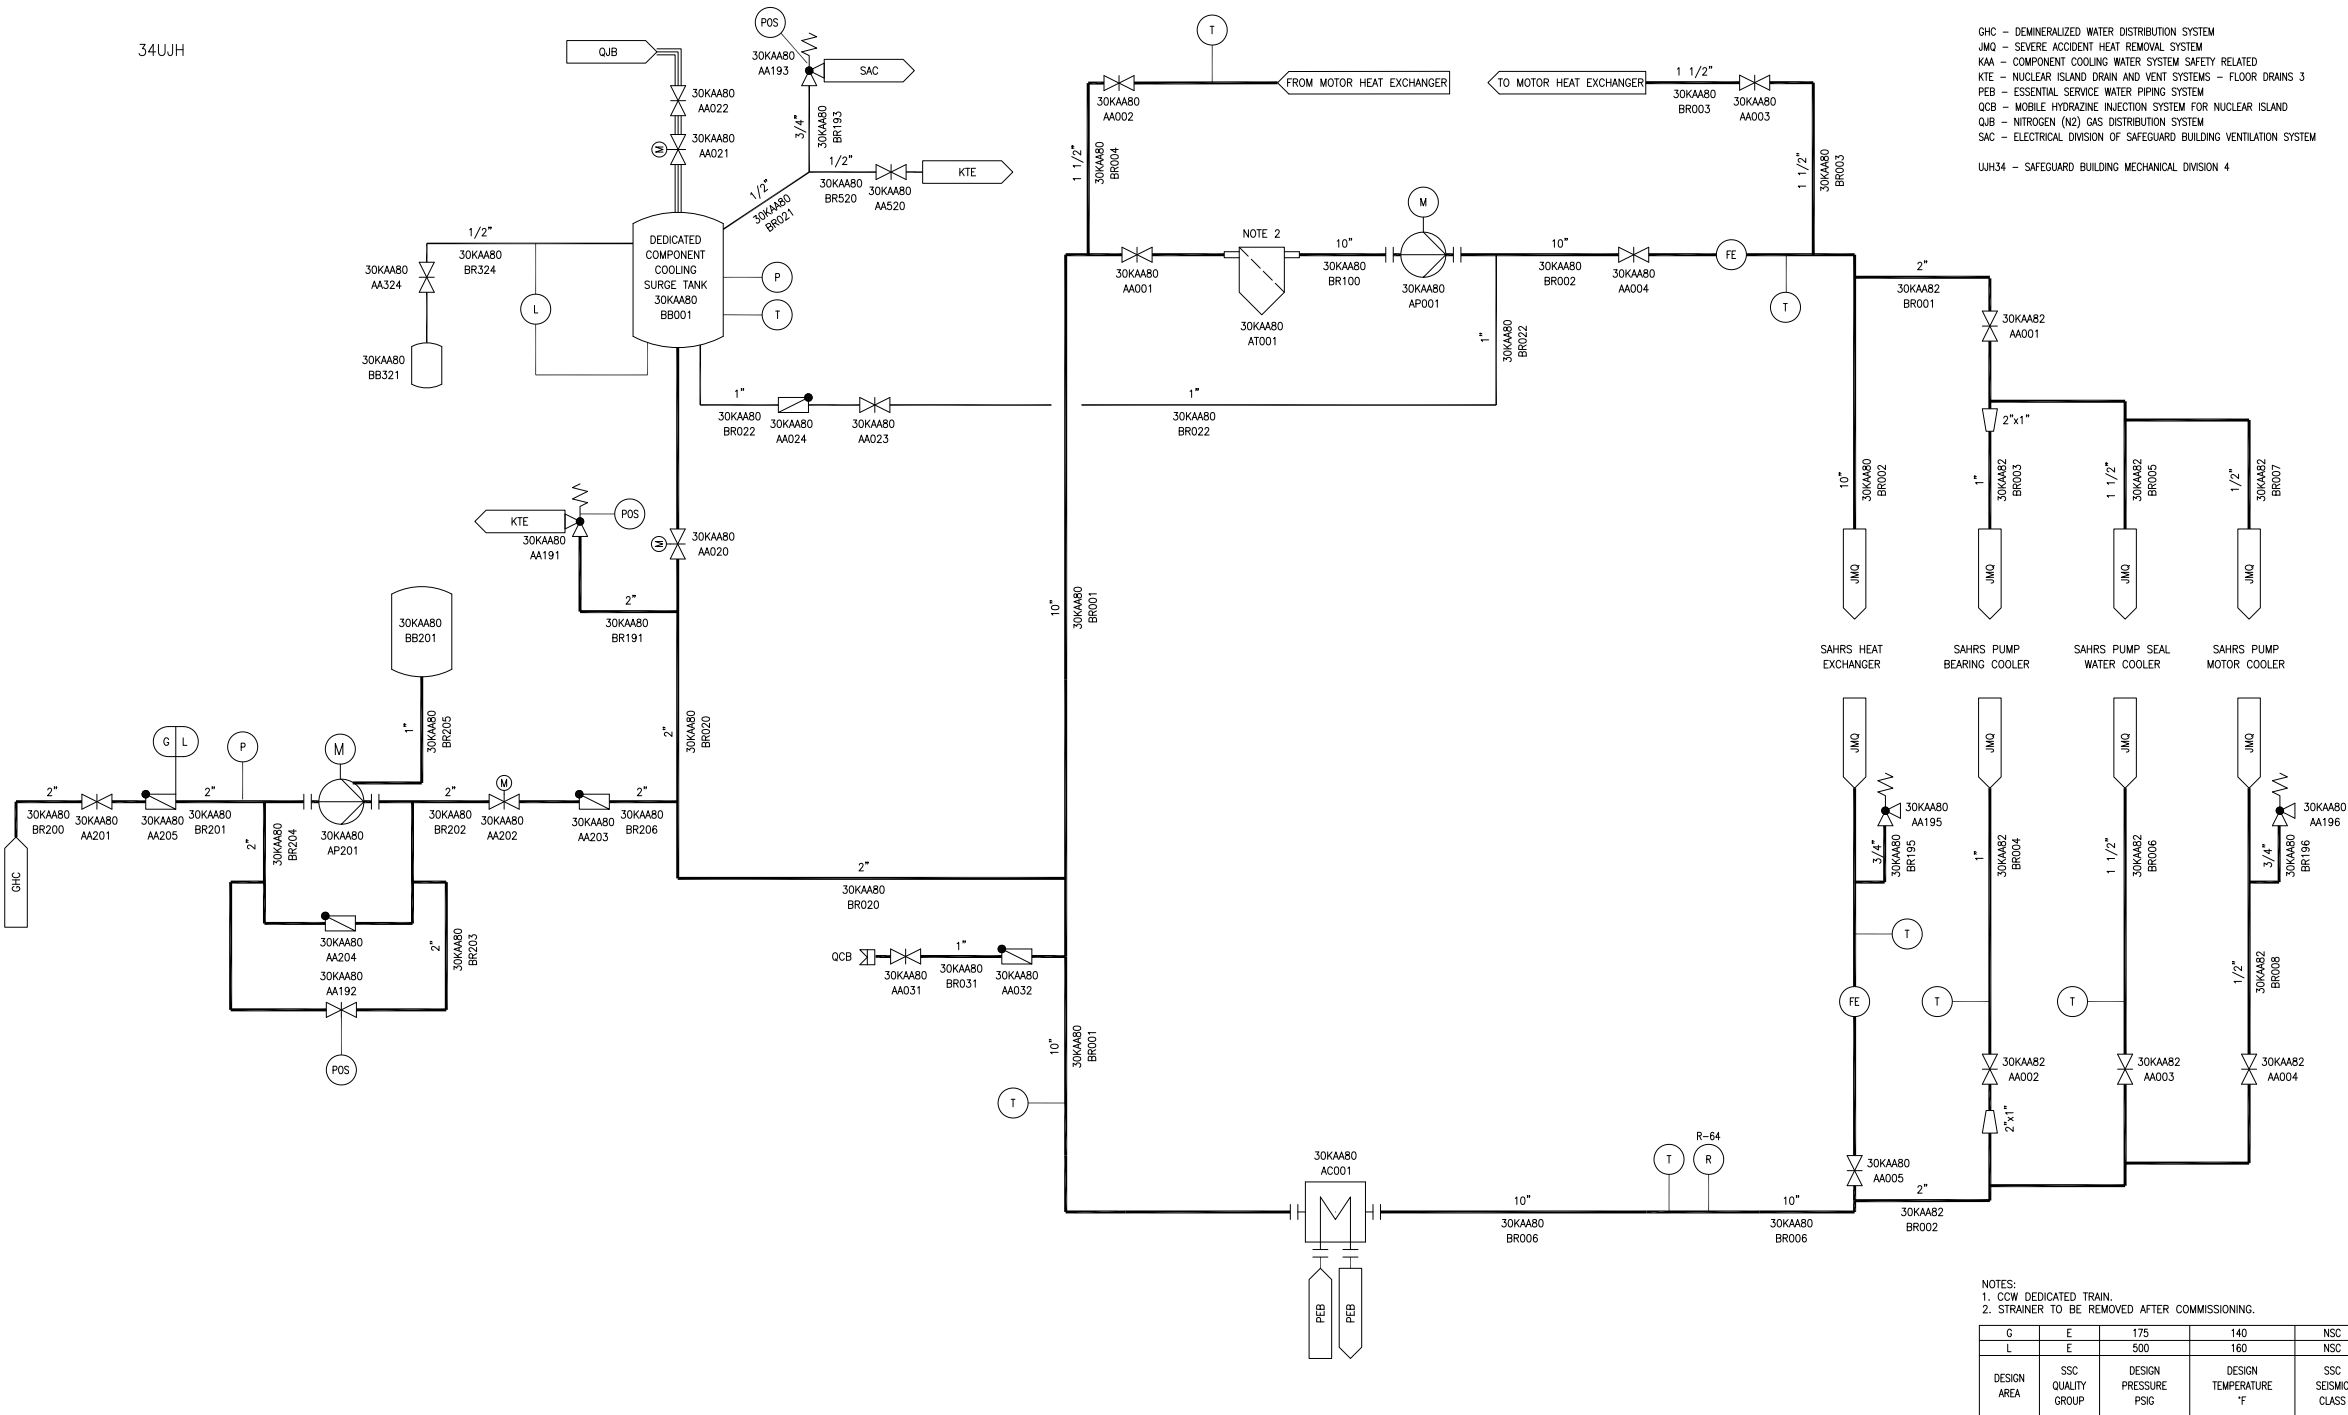 34UJH
GHC – DEMINERALIZED WATER DISTRIBUTION SYSTEM
JMQ – SEVERE ACCIDENT HEAT REMOVAL SYSTEM
KAA – COMPONENT COOLING WATER SYSTEM SAFETY RELATED
KTE – NUCLEAR ISLAND DRAIN AND VENT SYSTEMS – FLOOR DRAINS 3
PEB – ESSENTIAL SERVICE WATER PIPING SYSTEM
QCB – MOBILE HYDRAZINE INJECTION SYSTEM FOR NUCLEAR ISLAND
QJB – NITROGEN (N2) GAS DISTRIBUTION SYSTEM
SAC – ELECTRICAL DIVISION OF SAFEGUARD BUILDING VENTILATION SYSTEM
UJH34 – SAFEGUARD BUILDING MECHANICAL DIVISION 4
QJB
30KAA80
AA022
30KAA80
AA021
M
POS
30KAA80
AA193
SAC
3/4"
30KAA80
BR193
1/2"
30KAA80
BR021
1/2"
30KAA80
BR520
30KAA80
AA520
KTE
DEDICATED
COMPONENT
COOLING
SURGE TANK
30KAA80
BB001
P
T
1/2"
30KAA80
BR324
30KAA80
AA324
L
30KAA80
BB321
1"
30KAA80
BR022
30KAA80
AA024
30KAA80
AA023
1"
30KAA80
BR022
1"
30KAA80
BR022
T
30KAA80
AA002
FROM MOTOR HEAT EXCHANGER
TO MOTOR HEAT EXCHANGER
1 1/2"
30KAA80
BR003
30KAA80
AA003
1 1/2"
30KAA80
BR004
1 1/2"
30KAA80
BR003
30KAA80
AA001
NOTE 2
30KAA80
AT001
10"
30KAA80
BR100
M
30KAA80
AP001
10"
30KAA80
BR002
30KAA80
AA004
FE
T
2"
30KAA82
BR001
30KAA82
AA001
2"x1"
10"
30KAA80
BR002
1"
30KAA82
BR003
1 1/2"
30KAA82
BR005
1/2"
30KAA82
BR007
JMQ
JMQ
JMQ
JMQ
SAHRS HEAT
EXCHANGER
SAHRS PUMP
BEARING COOLER
SAHRS PUMP SEAL
WATER COOLER
SAHRS PUMP
MOTOR COOLER
JMQ
JMQ
JMQ
JMQ
KTE
POS
30KAA80
AA191
M
30KAA80
AA020
2"
30KAA80
BR191
10"
30KAA80
BR001
2"
30KAA80
BR020
30KAA80
BB201
1"
30KAA80
BR205
G L
P
M
GHC
2"
30KAA80
BR200
30KAA80
AA201
30KAA80
AA205
2"
30KAA80
BR201
2"
30KAA80
BR204
30KAA80
AP201
2"
30KAA80
BR202
M
30KAA80
AA202
30KAA80
AA203
2"
30KAA80
BR206
30KAA80
AA204
30KAA80
AA192
2"
30KAA80
BR203
POS
2"
30KAA80
BR020
QCB
30KAA80
AA031
1"
30KAA80
BR031
30KAA80
AA032
10"
30KAA80
BR001
T
30KAA80
AA195
3/4"
30KAA80
BR195
1"
30KAA82
BR004
1 1/2"
30KAA82
BR006
30KAA80
AA196
3/4"
30KAA80
BR196
T
FE
T
T
1/2"
30KAA82
BR008
30KAA82
AA002
30KAA82
AA003
30KAA82
AA004
2"x1"
30KAA80
AC001
PEB
PEB
10"
30KAA80
BR006
T
R-64
R
10"
30KAA80
BR006
30KAA80
AA005
2"
30KAA82
BR002
NOTES:
1. CCW DEDICATED TRAIN.
2. STRAINER TO BE REMOVED AFTER COMMISSIONING.
G E 175 140 NSC
L E 500 160 NSC
DESIGN
AREA
SSC
QUALITY
GROUP
DESIGN
PRESSURE
PSIG
DESIGN
TEMPERATURE
°F
SSC
SEISMIC
CLASS